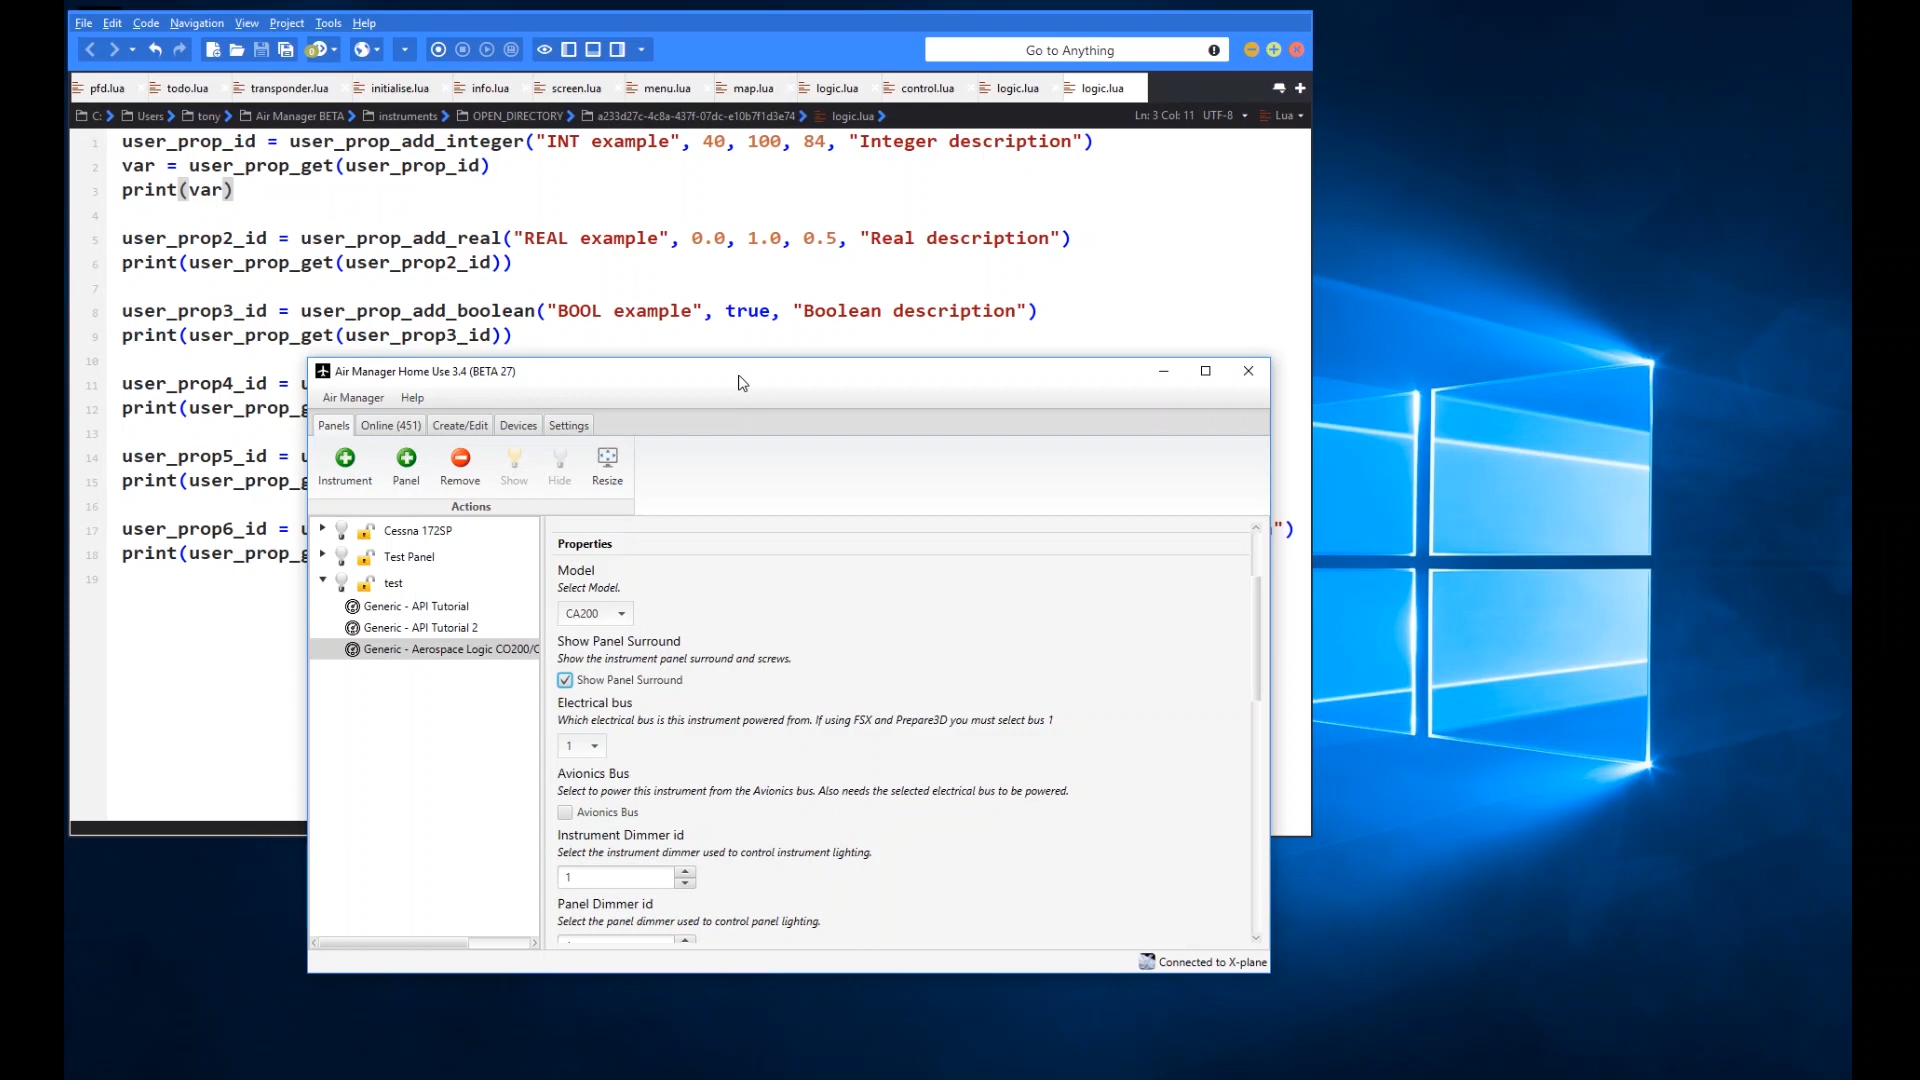 File Edit Code Navigation View Project Tools Help
Go to Anything
pfd.lua todo.lua transponder.lua initialise.lua info.lua screen.lua menu.lua map.lua logic.lua control.lua logic.lua logic.lua
C: Users tony Air Manager BETA instruments OPEN_DIRECTORY a233d27c-4c8a-437f-07dc-e10b7f1d3e74 logic.lua Ln: 3 Col: 11 UTF-8 Lua
1 user_prop_id = user_prop_add_integer("INT example", 40, 100, 84, "Integer description")
2 var = user_prop_get(user_prop_id)
3 print(var)
4
5 user_prop2_id = user_prop_add_real("REAL example", 0.0, 1.0, 0.5, "Real description")
6 print(user_prop_get(user_prop2_id))
7
8 user_prop3_id = user_prop_add_boolean("BOOL example", true, "Boolean description")
9 print(user_prop_get(user_prop3_id))
10
11 user_prop4_id =
12 print(user_prop_g
13
14 user_prop5_id =
15 print(user_prop_g
16
17 user_prop6_id = ")
18 print(user_prop_g
19
Air Manager Home Use 3.4 (BETA 27)
Air Manager Help
Panels Online (451) Create/Edit Devices Settings
Instrument Panel Remove Show Hide Resize
Actions
Cessna 172SP
Test Panel
test
Generic - API Tutorial
Generic - API Tutorial 2
Generic - Aerospace Logic CO200/C
Properties
Model
Select Model.
CA200
Show Panel Surround
Show the instrument panel surround and screws.
Show Panel Surround
Electrical bus
Which electrical bus is this instrument powered from. If using FSX and Prepare3D you must select bus 1
1
Avionics Bus
Select to power this instrument from the Avionics bus. Also needs the selected electrical bus to be powered.
Avionics Bus
Instrument Dimmer id
Select the instrument dimmer used to control instrument lighting.
1
Panel Dimmer id
Select the panel dimmer used to control panel lighting.
Connected to X-plane